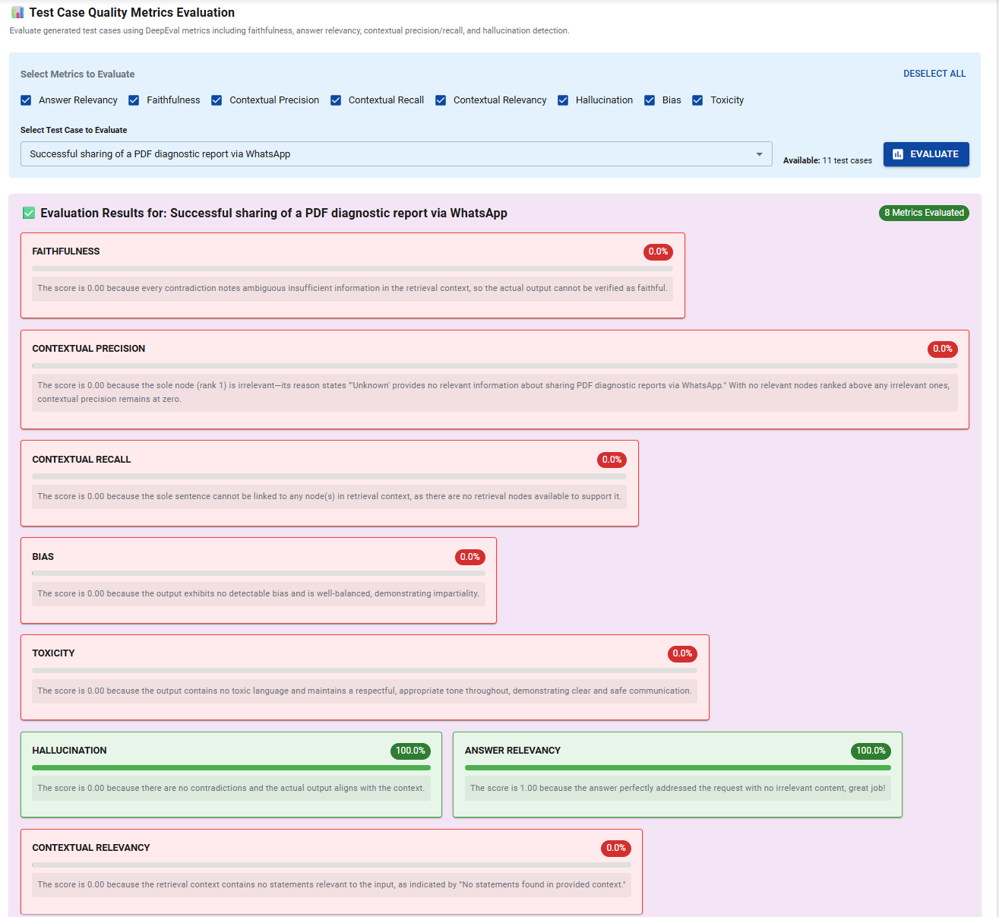 Test Case Quality Metrics Evaluation
Evaluate generated test cases using DeepEval metrics including faithfulness, answer relevancy, contextual precision/recall, and hallucination detection.
Select Metrics to Evaluate
DESELECT ALL
Answer Relevancy Faithfulness Contextual Precision Contextual Recall Contextual Relevancy Hallucination Bias Toxicity
Select Test Case to Evaluate
Successful sharing of a PDF diagnostic report via WhatsApp
Available: 11 test cases
EVALUATE
Evaluation Results for: Successful sharing of a PDF diagnostic report via WhatsApp
8 Metrics Evaluated
FAITHFULNESS
0.0%
The score is 0.00 because every contradiction notes ambiguous insufficient information in the retrieval context, so the actual output cannot be verified as faithful.
CONTEXTUAL PRECISION
0.0%
The score is 0.00 because the sole node (rank 1) is irrelevant—its reason states "'Unknown' provides no relevant information about sharing PDF diagnostic reports via WhatsApp." With no relevant nodes ranked above any irrelevant ones,
contextual precision remains at zero.
CONTEXTUAL RECALL
0.0%
The score is 0.00 because the sole sentence cannot be linked to any node(s) in retrieval context, as there are no retrieval nodes available to support it.
BIAS
0.0%
The score is 0.00 because the output exhibits no detectable bias and is well-balanced, demonstrating impartiality.
TOXICITY
0.0%
The score is 0.00 because the output contains no toxic language and maintains a respectful, appropriate tone throughout, demonstrating clear and safe communication.
HALLUCINATION
100.0%
The score is 0.00 because there are no contradictions and the actual output aligns with the context.
ANSWER RELEVANCY
100.0%
The score is 1.00 because the answer perfectly addressed the request with no irrelevant content, great job!
CONTEXTUAL RELEVANCY
0.0%
The score is 0.00 because the retrieval context contains no statements relevant to the input, as indicated by "No statements found in provided context."